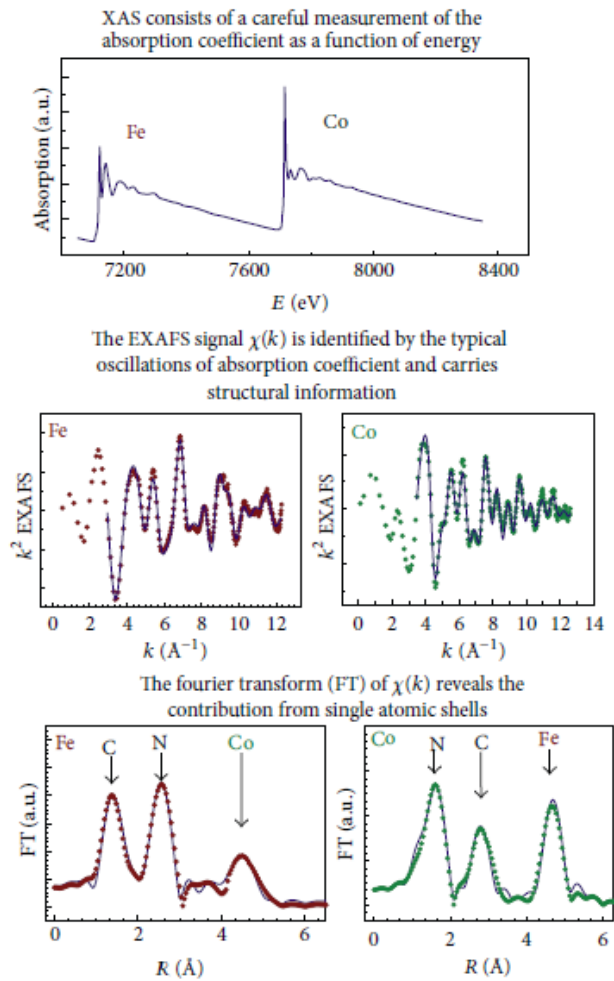 XAS consists of a careful measurement of the
absorption coefficient as a function of energy
Absorption (a.u.)
Fe
Co
7200 7600 8000 8400
E (eV)
The EXAFS signal χ(k) is identified by the typical
oscillations of absorption coefficient and carries
structural information
Fe
k² EXAFS
0 2 4 6 8 10 12
k (A⁻¹)
Co
k² EXAFS
0 2 4 6 8 10 12 14
k (A⁻¹)
The fourier transform (FT) of χ(k) reveals the
contribution from single atomic shells
Fe C N Co
FT (a.u.)
0 2 4 6
R (Å)
Co N C Fe
FT (a.u.)
0 2 4 6
R (Å)